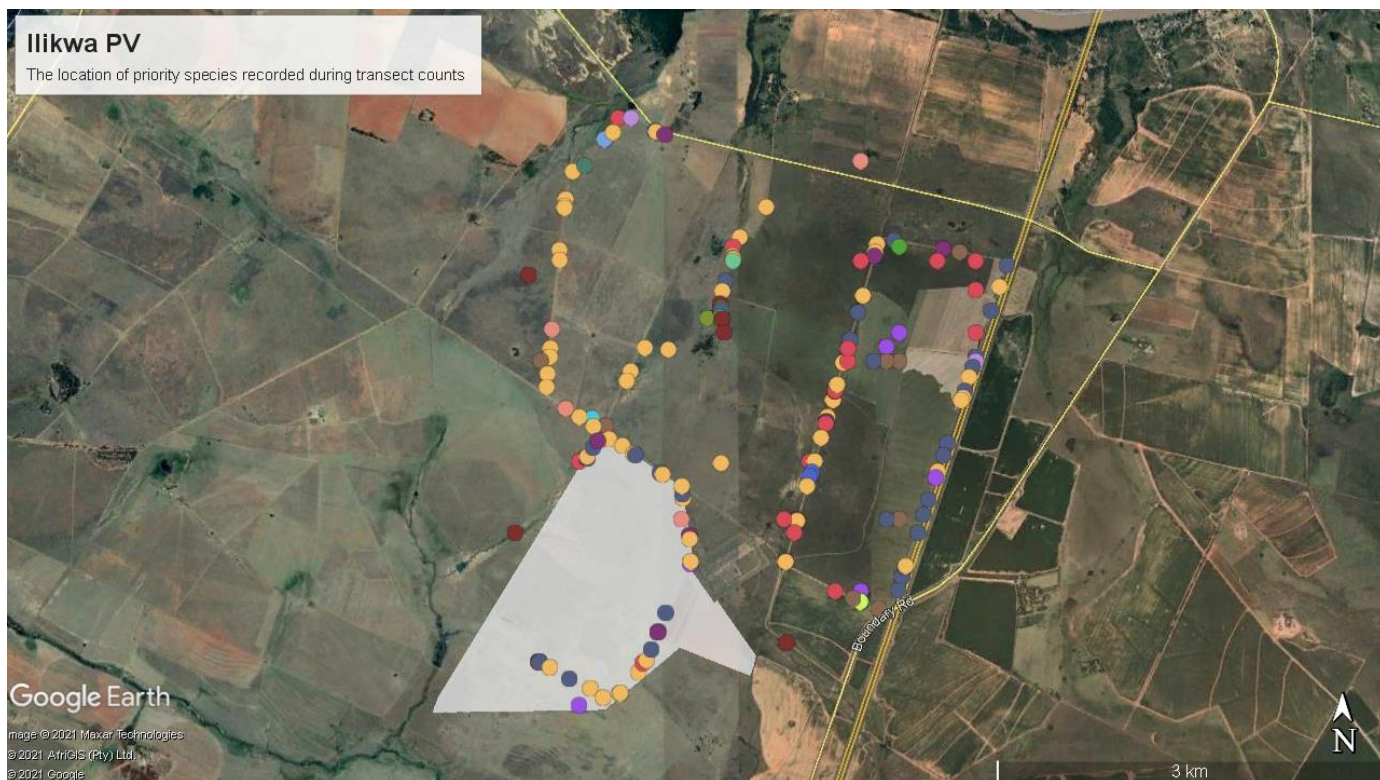 Ilikwa PV
The location of priority species recorded during transect counts
Boundary Rd
Google Earth
mage © 2021 Maxar Technologies
© 2021 AfriGIS (Pty) Ltd.
© 2021 Google
3 km
N